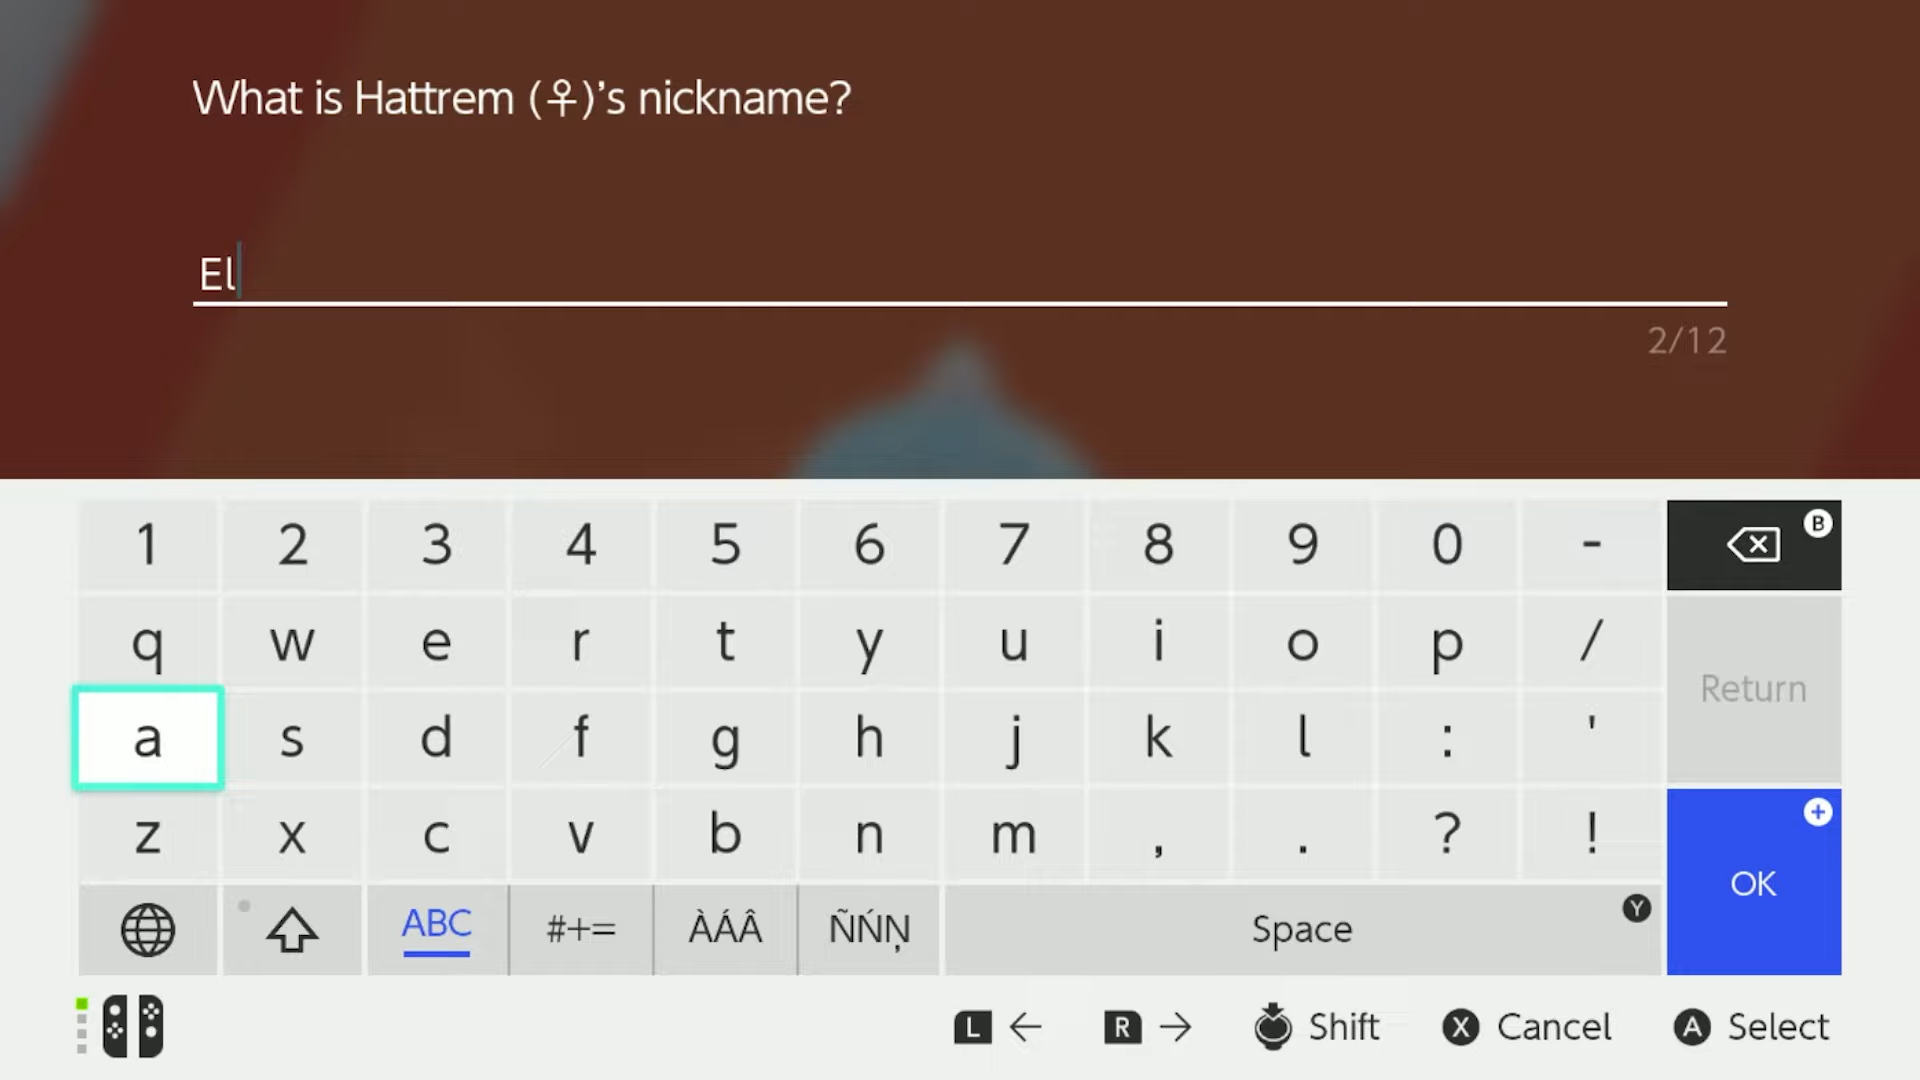 What is Hattrem (♀)'s nickname?
El
2/12
1 2 3 4 5 6 7 8 9 0 - B
q w e r t y u i o p /
Return
a s d f g h j k l : '
z x c v b n m , . ? ! +
OK
ABC #+= ÀÁÂ ÑŃŅ Space Y
L ← R → Shift X Cancel A Select